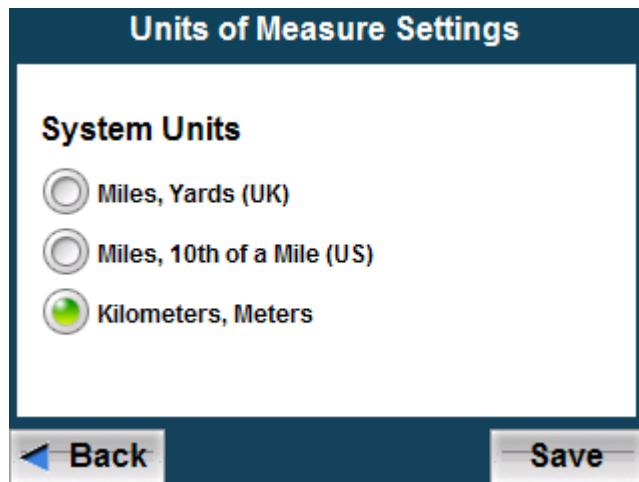 Units of Measure Settings
System Units
Miles, Yards (UK)
Miles, 10th of a Mile (US)
Kilometers, Meters
Back
Save